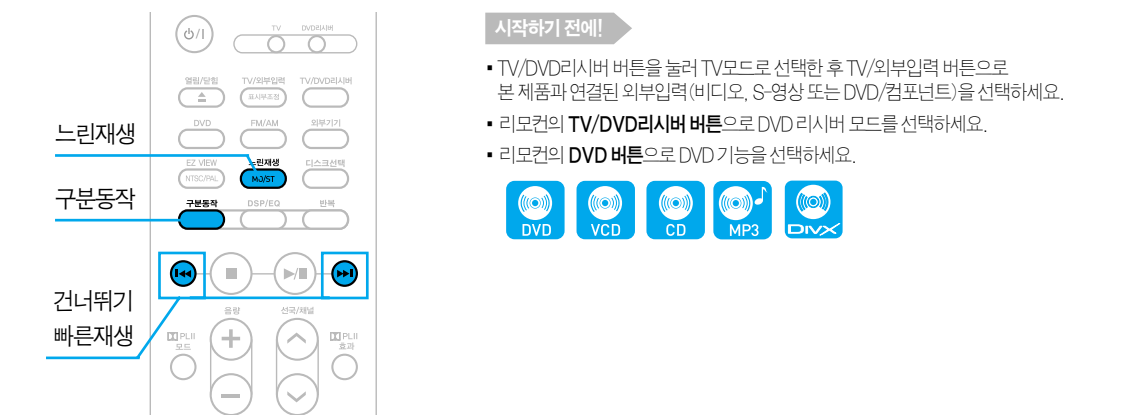 TV DVD리시버
열림/닫힘 TV/외부입력 TV/DVD리시버
표시부조정
DVD FM/AM 외부기기
EZ VIEW 느린재생 디스크선택
NTSC/PAL MO/ST
구분동작 DSP/EQ 반복
음량 선국/채널
PLII 모드
PLII 효과
느린재생
구분동작
건너뛰기
빠른재생
시작하기 전에!
▪ TV/DVD리시버 버튼을 눌러 TV모드로 선택한 후 TV/외부입력 버튼으로
본 제품과 연결된 외부입력(비디오, S-영상 또는 DVD/컴포넌트)을 선택하세요.
▪ 리모컨의 TV/DVD리시버 버튼으로 DVD 리시버 모드를 선택하세요.
▪ 리모컨의 DVD 버튼으로 DVD 기능을 선택하세요.
DVD VCD CD MP3 DIVX